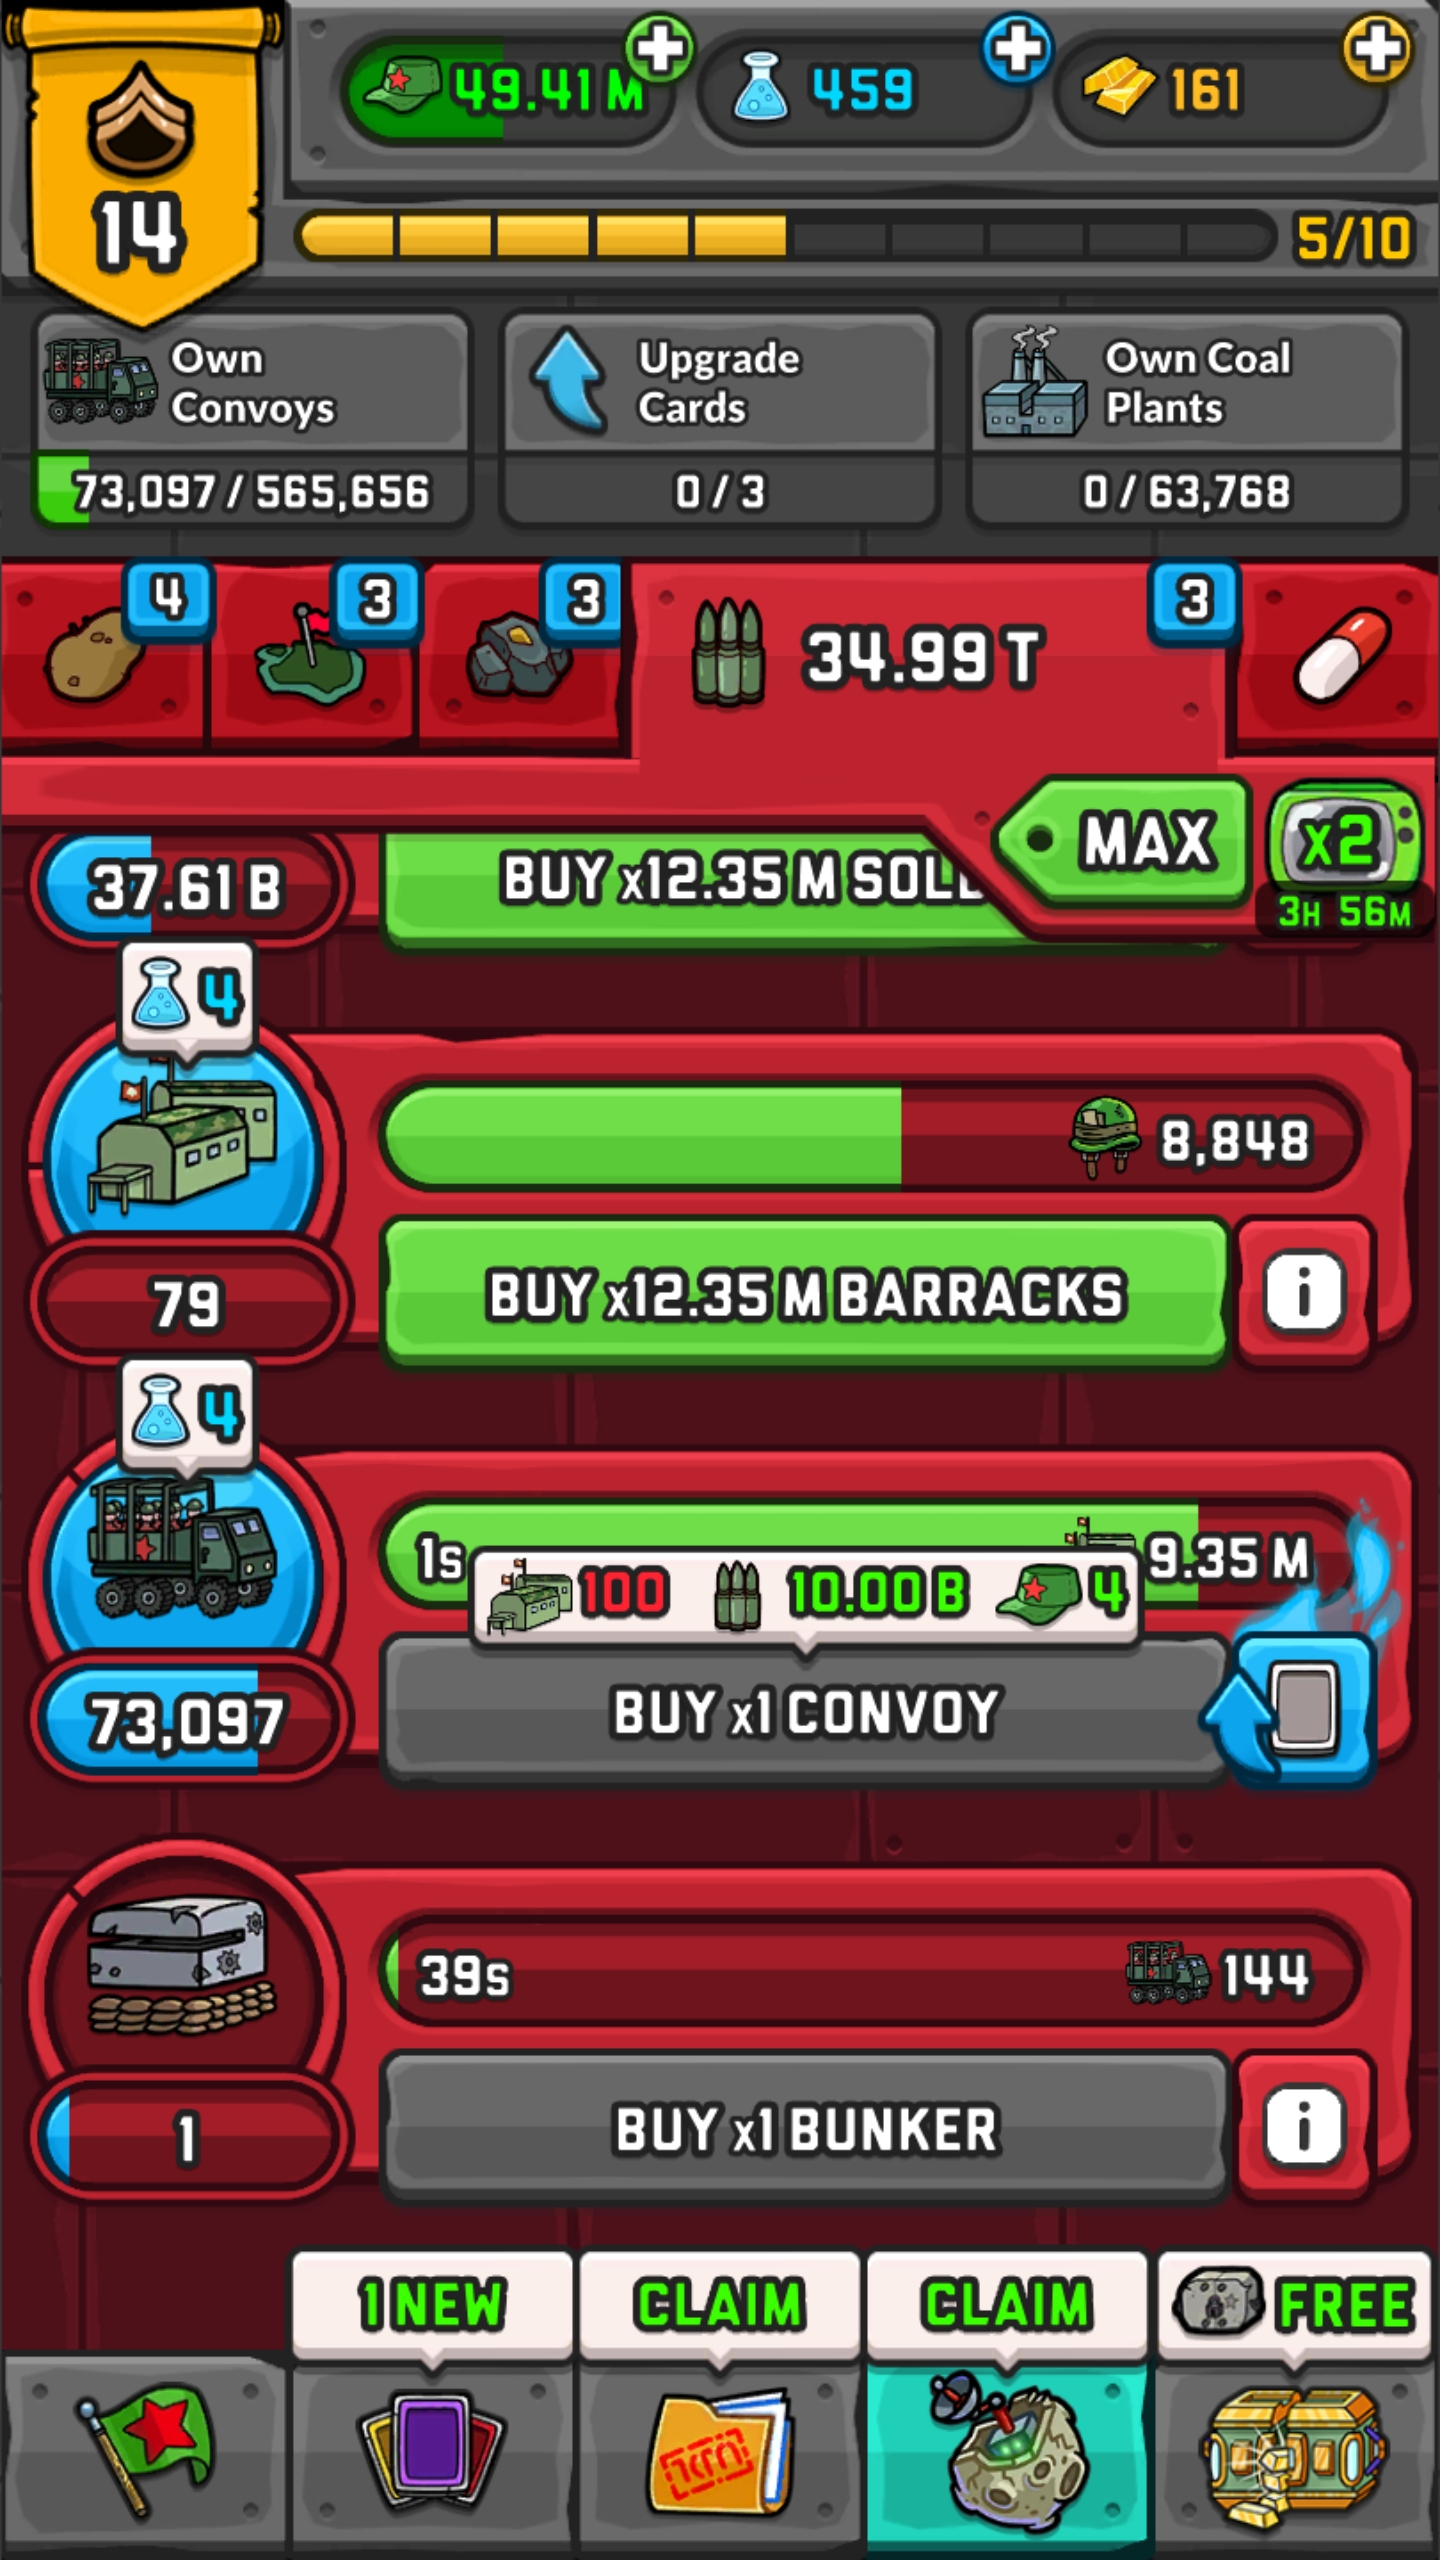 49.41 M
459
161
14
5/10
Own
Convoys
73,097 / 565,656
Upgrade
Cards
0 / 3
Own Coal
Plants
0 / 63,768
4
3
3
34.99 T
3
MAX
x2
3H 56M
37.61 B
BUY x12.35 M
4
8,848
79
BUY x12.35 M BARRACKS
4
1s
9.35 M
100
10.00 B
4
73,097
BUY x1 CONVOY
39s
144
1
BUY x1 BUNKER
1 NEW
CLAIM
CLAIM
FREE